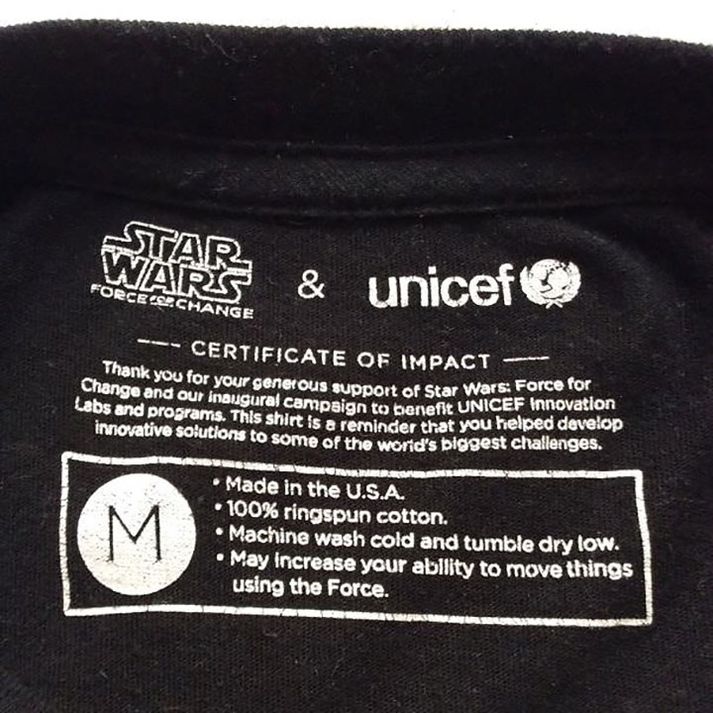 STAR WARS
FORCE FOR CHANGE
&
unicef
CERTIFICATE OF IMPACT
Thank you for your generous support of Star Wars: Force for
Change and our inaugural campaign to benefit UNICEF Innovation
Labs and programs. This shirt is a reminder that you helped develop
innovative solutions to some of the world's biggest challenges.
M
• Made in the U.S.A.
• 100% ringspun cotton.
• Machine wash cold and tumble dry low.
• May increase your ability to move things
using the Force.